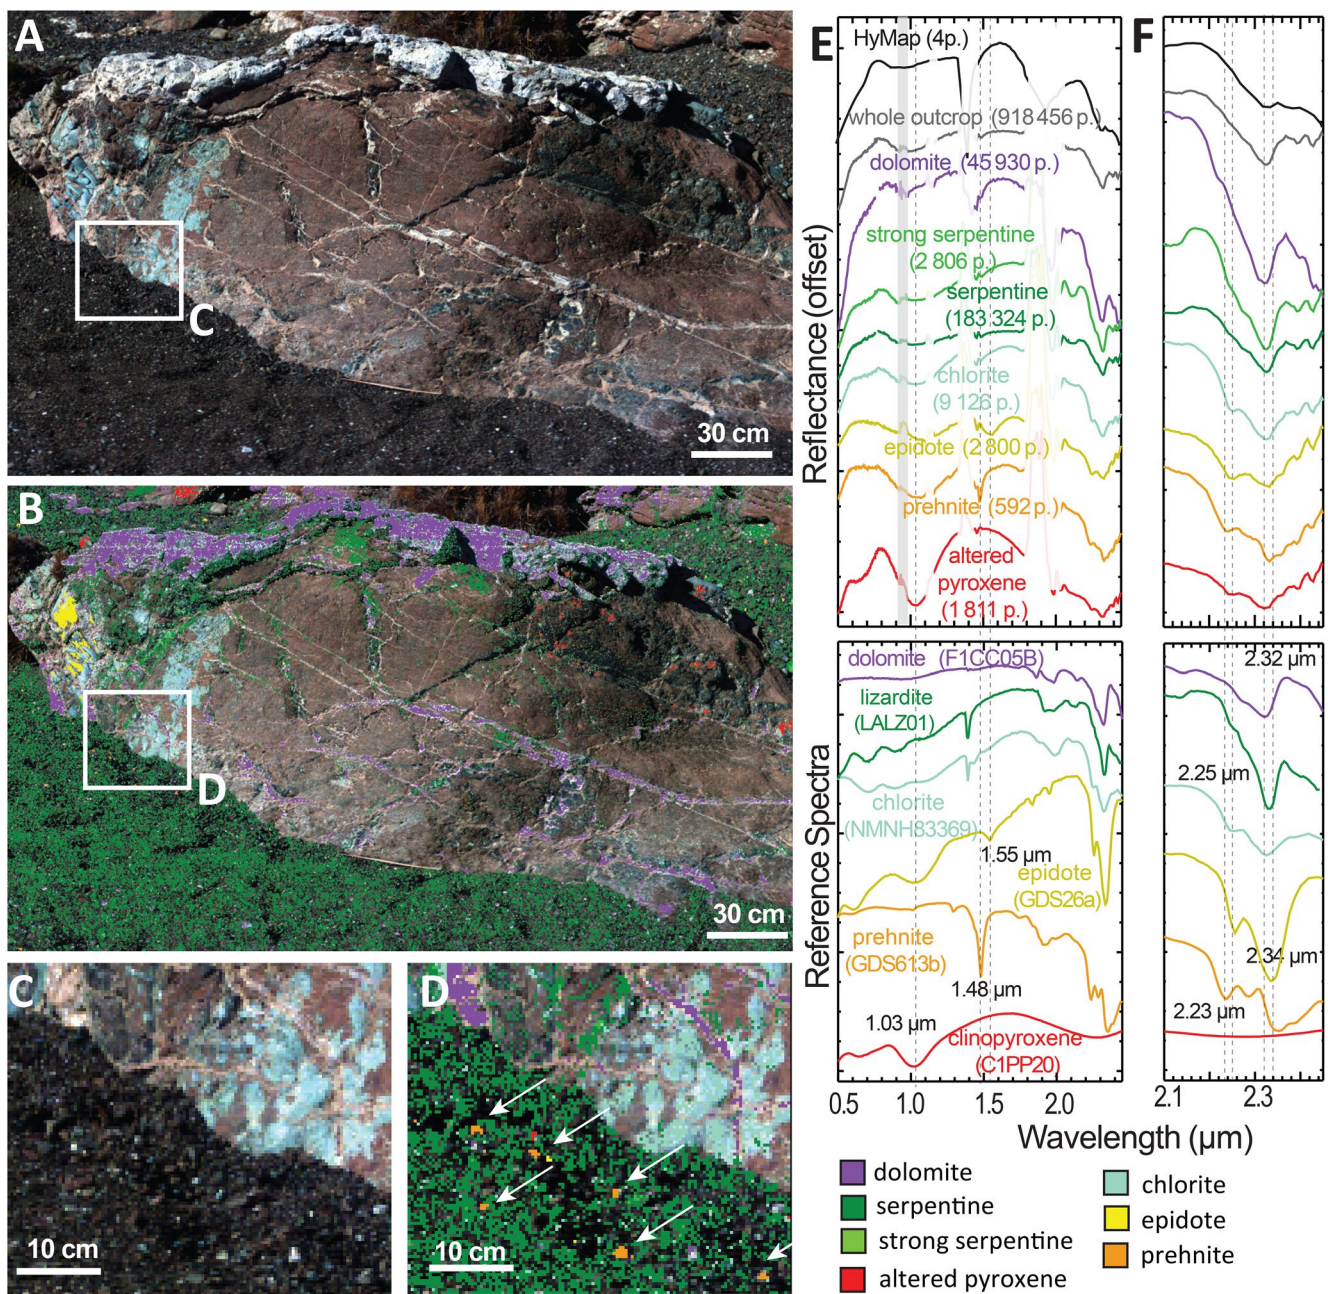 A
C
30 cm
B
D
30 cm
C
10 cm
D
10 cm
E
HyMap (4p.)
whole outcrop (918 456 p.)
dolomite (45 930 p.)
strong serpentine
(2 806 p.)
serpentine
(183 324 p.)
chlorite
(9 126 p.)
epidote (2 800 p.)
prehnite (592 p.)
altered
pyroxene
(1 811 p.)
Reflectance (offset)
F
dolomite (F1CC05B)
lizardite
(LALZ01)
chlorite
(NMNH83369)
1.55 µm
epidote
(GDS26a)
prehnite
(GDS613b)
1.48 µm
1.03 µm
clinopyroxene
(C1PP20)
Reference Spectra
2.32 µm
2.25 µm
2.34 µm
2.23 µm
0.5 1.0 1.5 2.0 2.1 2.3
Wavelength (µm)
dolomite
serpentine
strong serpentine
altered pyroxene
chlorite
epidote
prehnite